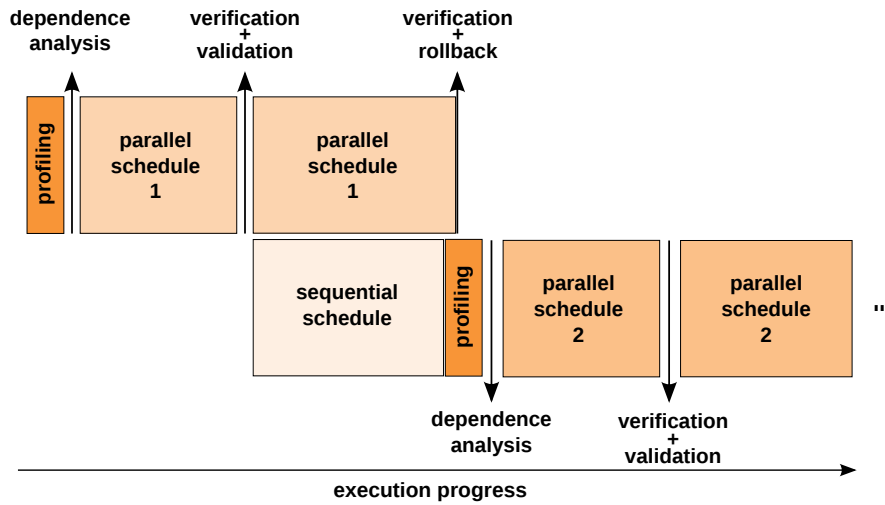 dependence
analysis
verification
+
validation
verification
+
rollback
profiling
parallel
schedule
1
parallel
schedule
1
sequential
schedule
profiling
parallel
schedule
2
parallel
schedule
2
"
dependence
analysis
verification
+
validation
execution progress